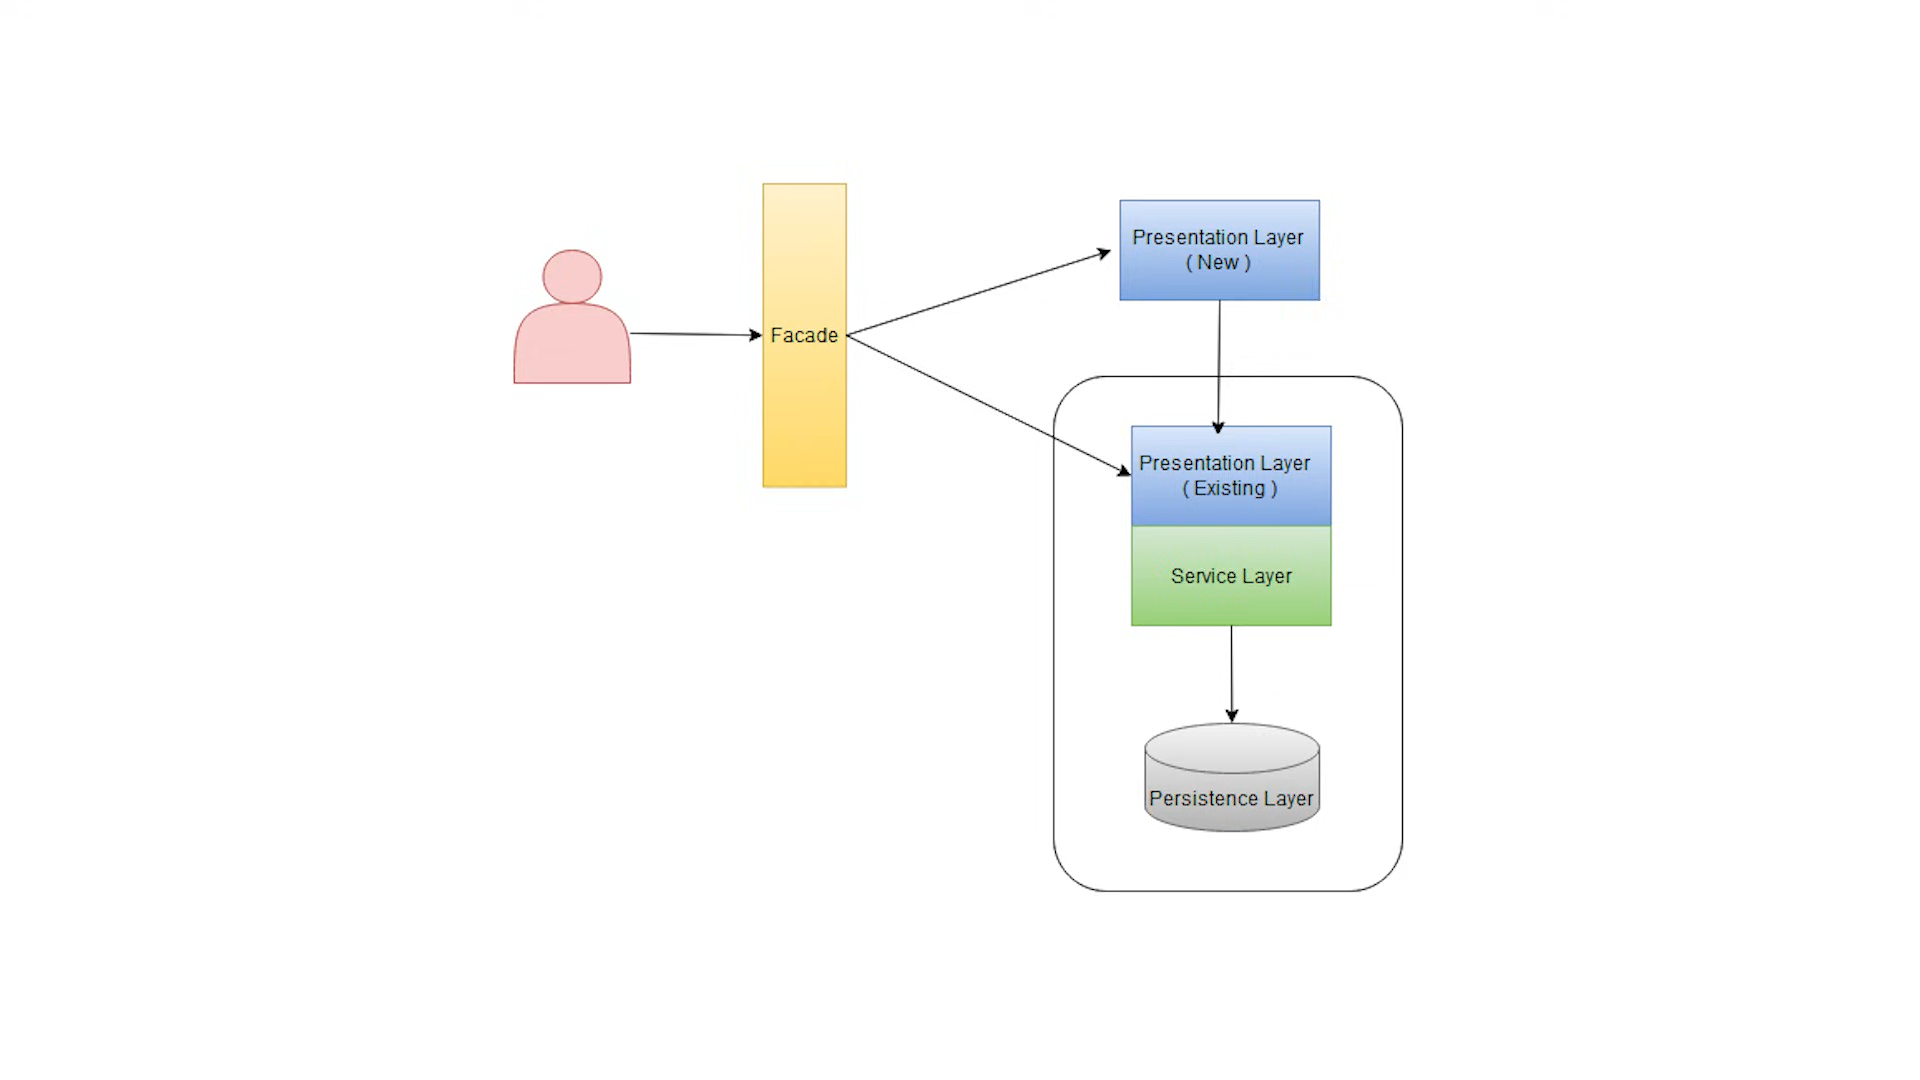 Facade
Presentation Layer
( New )
Presentation Layer
( Existing )
Service Layer
Persistence Layer